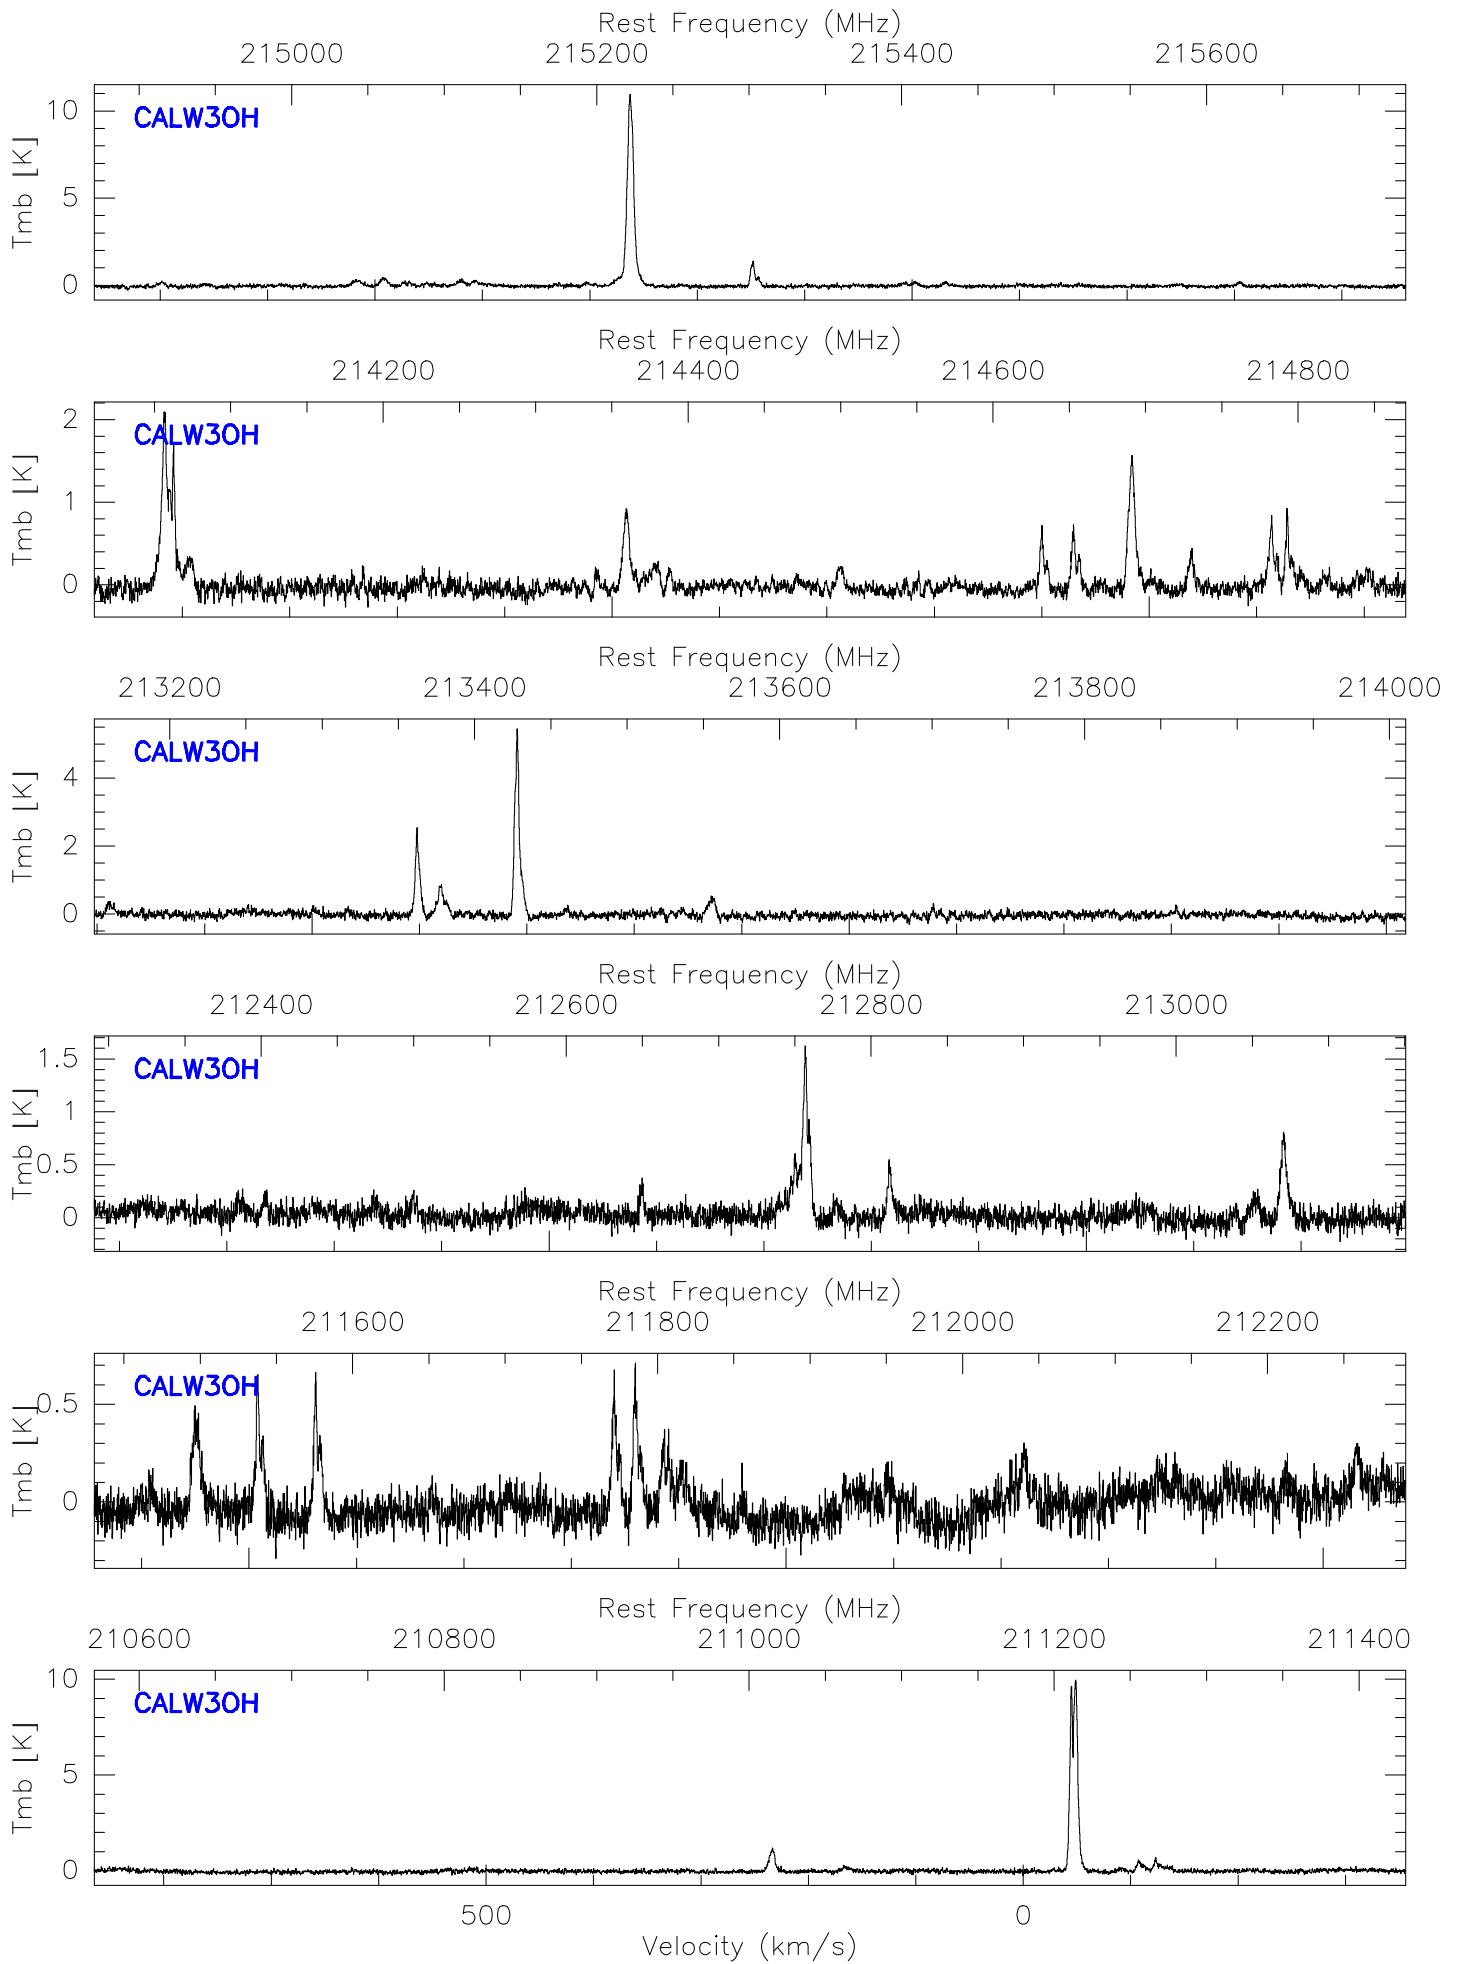 Rest Frequency (MHz)
215000 215200 215400 215600
CALW3OH
10
5
0
Tmb [K]
Rest Frequency (MHz)
214200 214400 214600 214800
CALW3OH
2
1
0
Tmb [K]
Rest Frequency (MHz)
213200 213400 213600 213800 214000
CALW3OH
4
2
0
Tmb [K]
Rest Frequency (MHz)
212400 212600 212800 213000
CALW3OH
1.5
1
0.5
0
Tmb [K]
Rest Frequency (MHz)
211600 211800 212000 212200
CALW3OH
0.5
0
Tmb [K]
Rest Frequency (MHz)
210600 210800 211000 211200 211400
CALW3OH
10
5
0
Tmb [K]
500 0
Velocity (km/s)